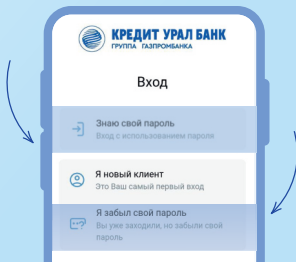 КРЕДИТ УРАЛ БАНК
ГРУППА ГАЗПРОМБАНКА
Вход
Знаю свой пароль
Вход с использованием пароля
Я новый клиент
Это Ваш самый первый вход
Я забыл свой пароль
Вы уже заходили, но забыли свой
пароль